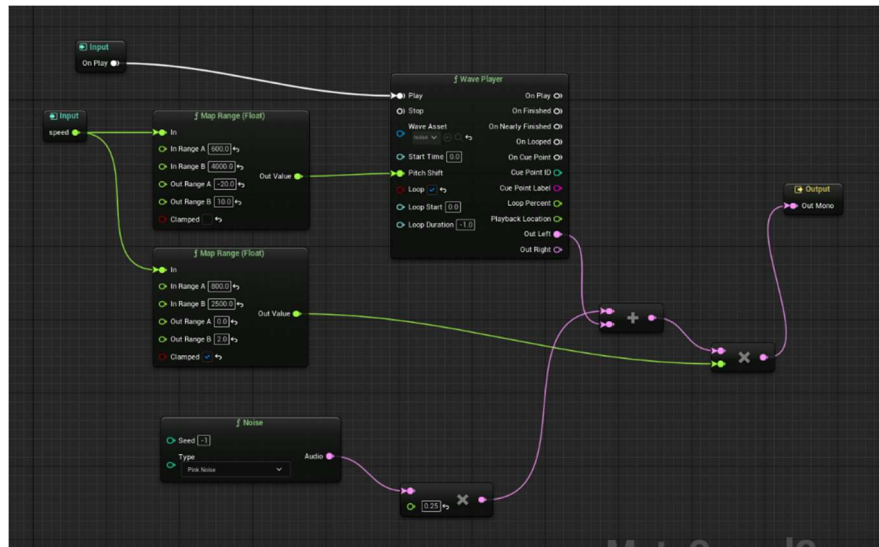 Input
On Play
Input
speed
ƒ Map Range (Float)
In
In Range A 600.0
In Range B 4000.0
Out Range A -20.0
Out Range B 10.0
Clamped
Out Value
ƒ Map Range (Float)
In
In Range A 800.0
In Range B 2500.0
Out Range A 0.0
Out Range B 2.0
Clamped
Out Value
ƒ Wave Player
Play
Stop
Wave Asset
noise
Start Time 0.0
Pitch Shift
Loop
Loop Start 0.0
Loop Duration -1.0
On Play
On Finished
On Nearly Finished
On Looped
On Cue Point
Cue Point ID
Cue Point Label
Loop Percent
Playback Location
Out Left
Out Right
Output
Out Mono
+
×
ƒ Noise
Seed -1
Type
Pink Noise
Audio
0.25 ×